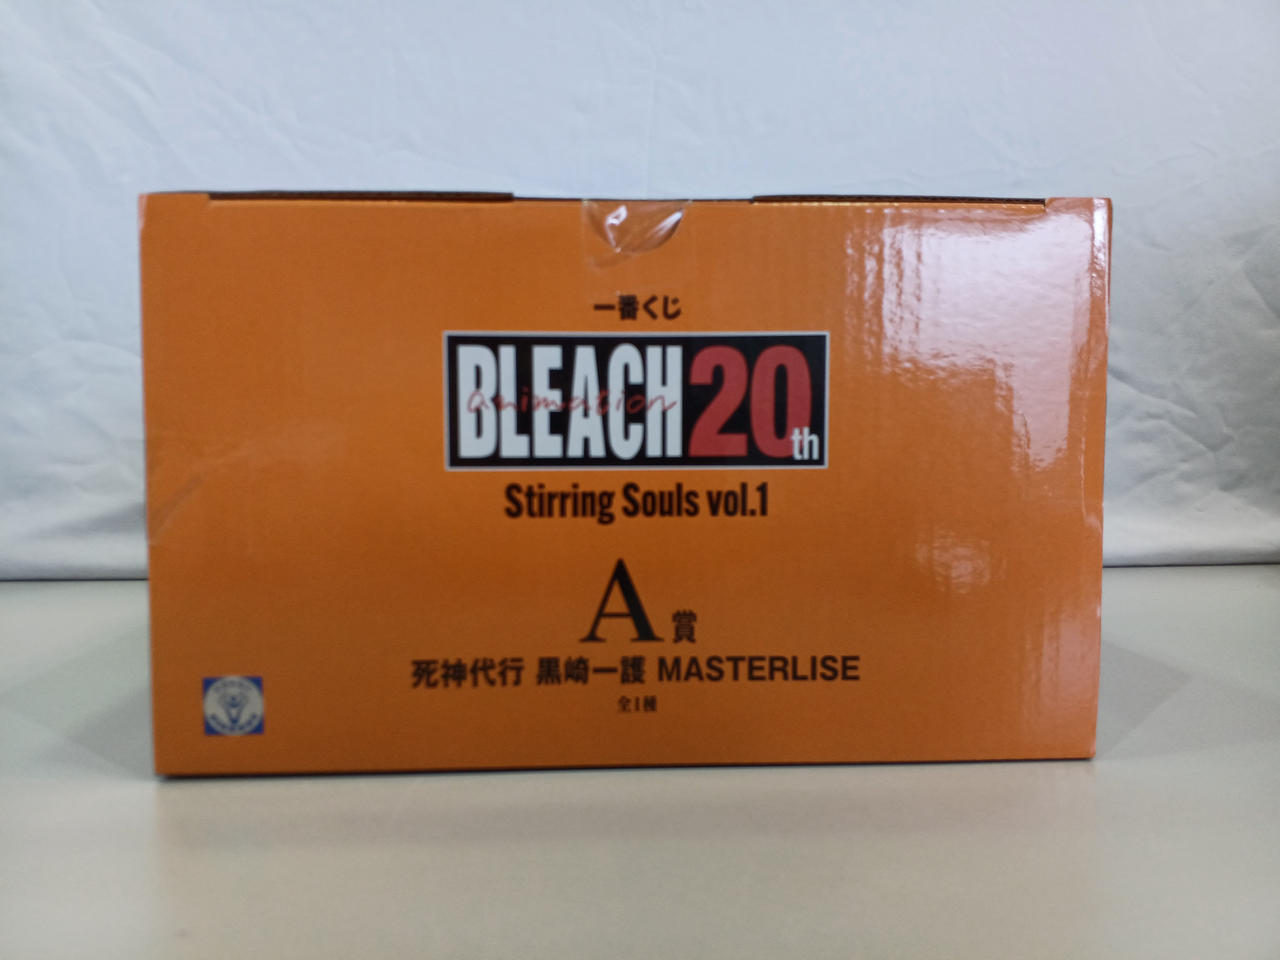 一番くじ
BLEACH 20th
animation
Stirring Souls vol.1
A賞
死神代行 黒崎一護 MASTERLISE
全1種